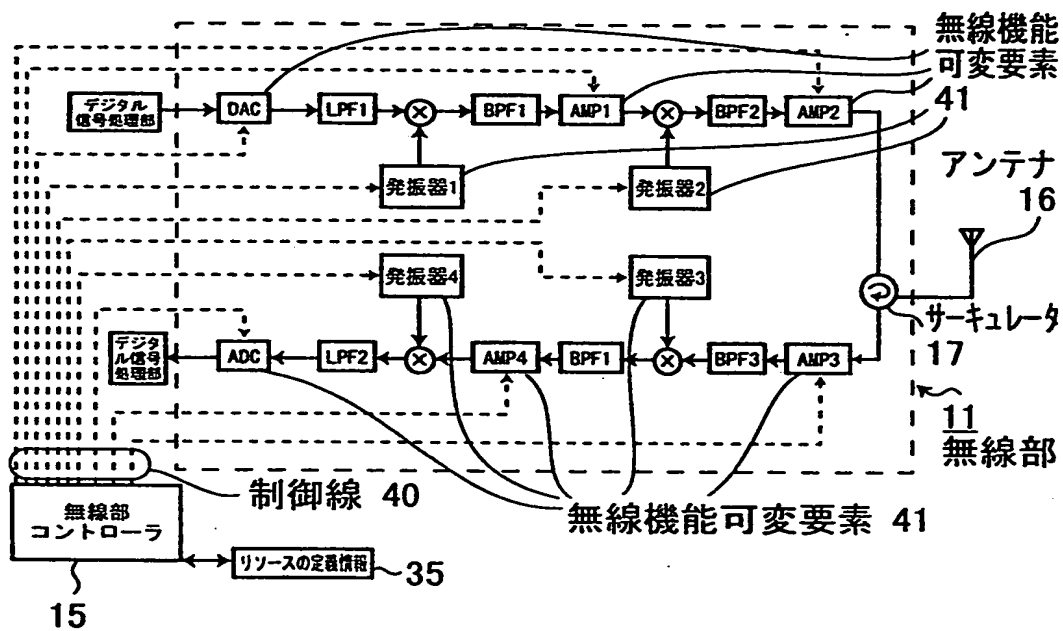 無線機能
可変要素
41
デジタル
信号処理部
DAC
LPF1
BPF1
AMP1
BPF2
AMP2
発振器1
発振器2
アンテナ
16
発振器4
発振器3
サーキュレータ
17
デジタ
ル信号
処理部
ADC
LPF2
AMP4
BPF1
BPF3
AMP3
11
無線部
制御線 40
無線機能可変要素 41
無線部
コントローラ
リソースの定義情報
35
15